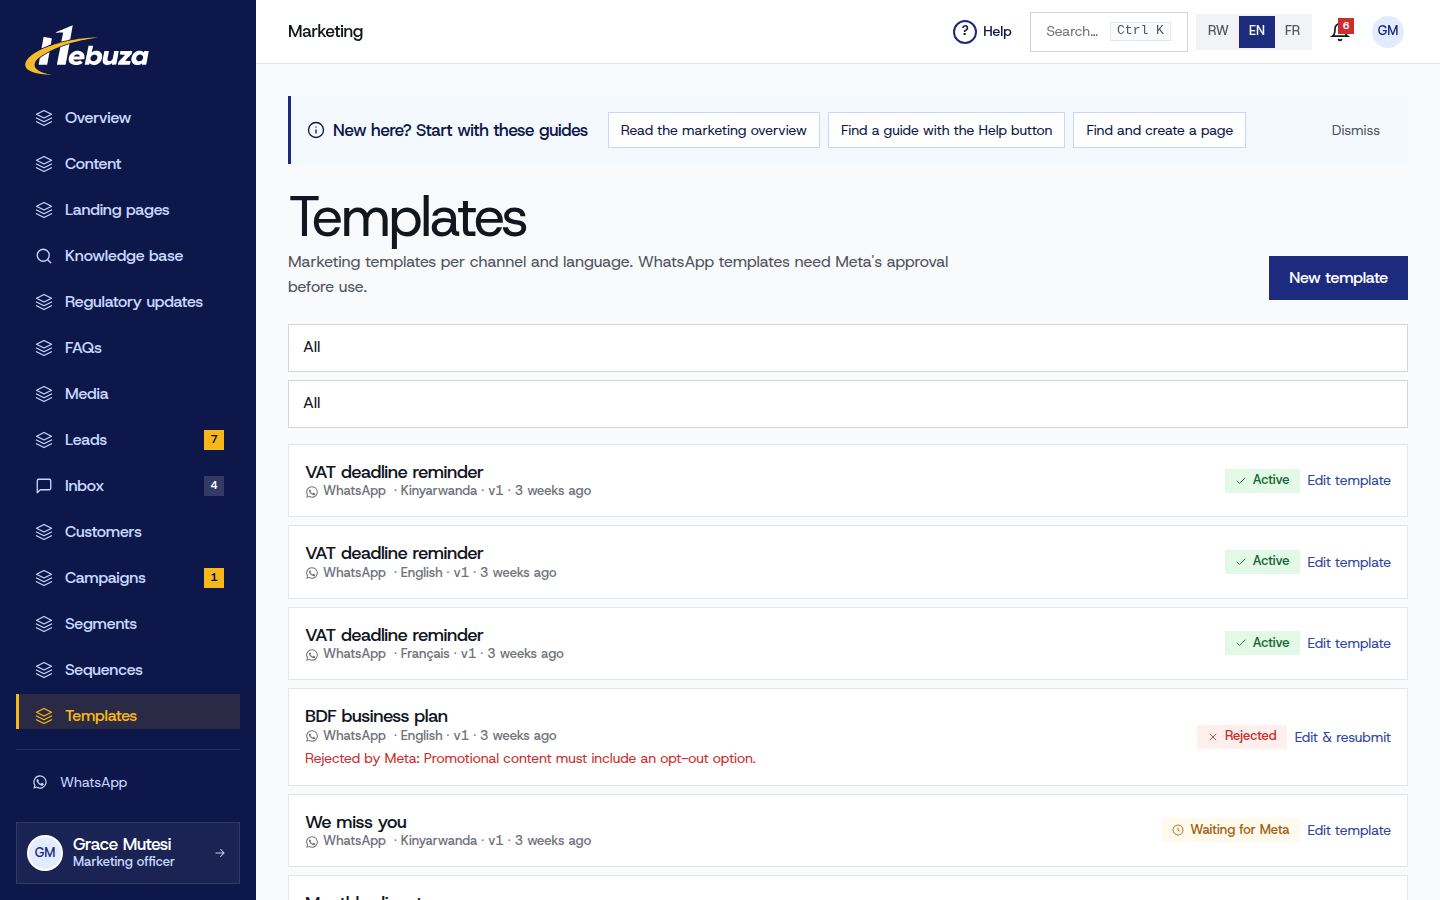 Hebuza
Overview
Content
Landing pages
Knowledge base
Regulatory updates
FAQs
Media
Leads 7
Inbox 4
Customers
Campaigns 1
Segments
Sequences
Templates
WhatsApp
GM Grace Mutesi
Marketing officer
Marketing
? Help
Search... Ctrl K
RW EN FR
6
GM
New here? Start with these guides
Read the marketing overview
Find a guide with the Help button
Find and create a page
Dismiss
Templates
Marketing templates per channel and language. WhatsApp templates need Meta's approval
before use.
New template
All
All
VAT deadline reminder
WhatsApp · Kinyarwanda · v1 · 3 weeks ago
Active Edit template
VAT deadline reminder
WhatsApp · English · v1 · 3 weeks ago
Active Edit template
VAT deadline reminder
WhatsApp · Français · v1 · 3 weeks ago
Active Edit template
BDF business plan
WhatsApp · English · v1 · 3 weeks ago
Rejected by Meta: Promotional content must include an opt-out option.
Rejected Edit & resubmit
We miss you
WhatsApp · Kinyarwanda · v1 · 3 weeks ago
Waiting for Meta Edit template